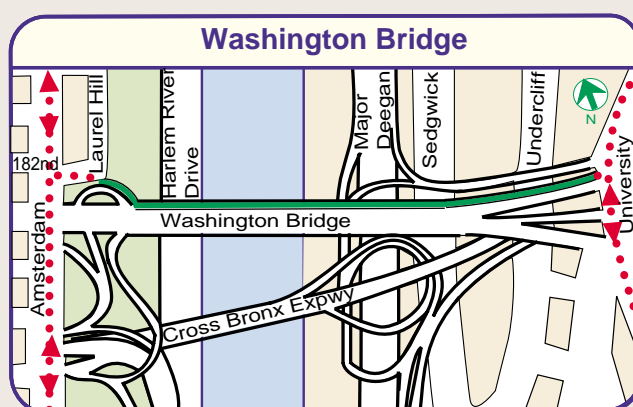 Washington Bridge
Laurel Hill
Harlem River
Drive
Major
Deegan
Sedgwick
Undercliff
N
182nd
University
Washington Bridge
Amsterdam
Cross Bronx Expwy